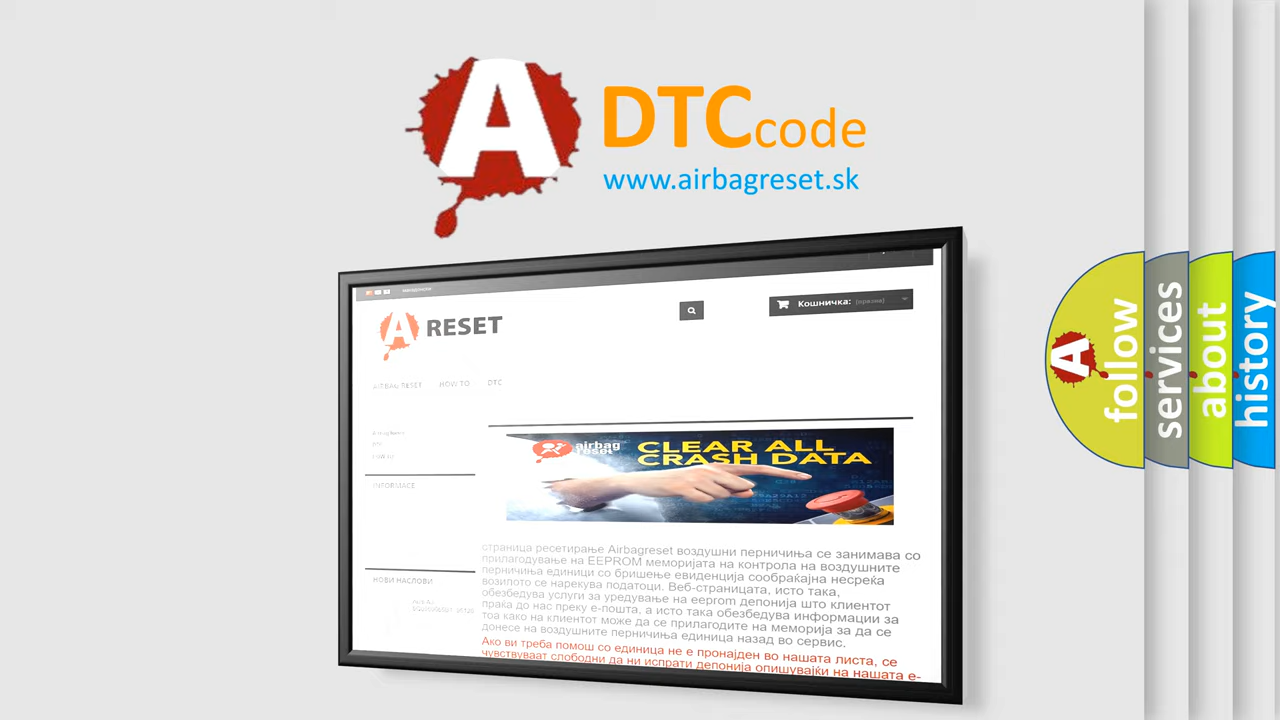 A DTC code
www.airbagreset.sk
A RESET
Кошничка: (празна)
AIRBAG RESET HOW TO DTC
airbag
reset
CLEAR ALL
CRASH DATA
INFORMACE
страница ресетирање Airbagreset воздушни перничиња се занимава со
прилагодување на EEPROM меморијата на контрола на воздушните
перничиња единици со бришење евиденција сообраќајна несреќа
возилото се нарекува податоци. Веб-страницата, исто така,
обезбедува услуги за уредување на eeprom депонија што клиентот
праќа до нас преку е-пошта, а исто така обезбедува информации за
тоа како на клиентот може да се прилагодите на меморија за да се
донесе на воздушните перничиња единица назад во сервис.
Ако ви треба помош со единица не е пронајден во нашата листа, се
чувствуваат слободни да ни испрати депонија опишувајќи на нашата е-
НОВИ НАСЛОВИ
A follow
services
about
history